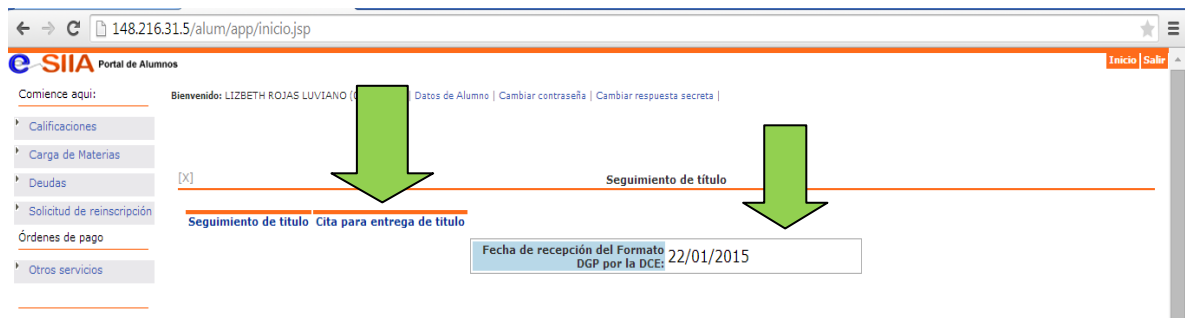 148.216.31.5/alum/app/inicio.jsp
e-SIIA Portal de Alumnos
Inicio Salir
Comience aqui:
Bienvenido: LIZBETH ROJAS LUVIANO ( Datos de Alumno | Cambiar contraseña | Cambiar respuesta secreta |
Calificaciones
Carga de Materias
Deudas
Solicitud de reinscripción
Órdenes de pago
Otros servicios
[X] Seguimiento de título
Seguimiento de titulo Cita para entrega de titulo
Fecha de recepción del Formato
DGP por la DCE: 22/01/2015